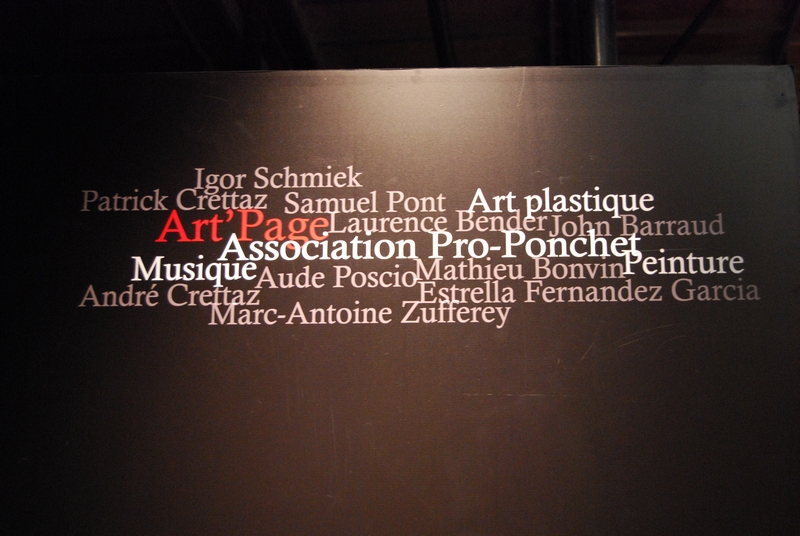 Igor Schmiek
Patrick Crettaz Samuel Pont Art plastique
Art'Page Laurence Bender John Barraud
Association Pro-Ponchet
Musique Aude Poscio Mathieu Bonvin Peinture
André Crettaz Estrella Fernandez Garcia
Marc-Antoine Zufferey